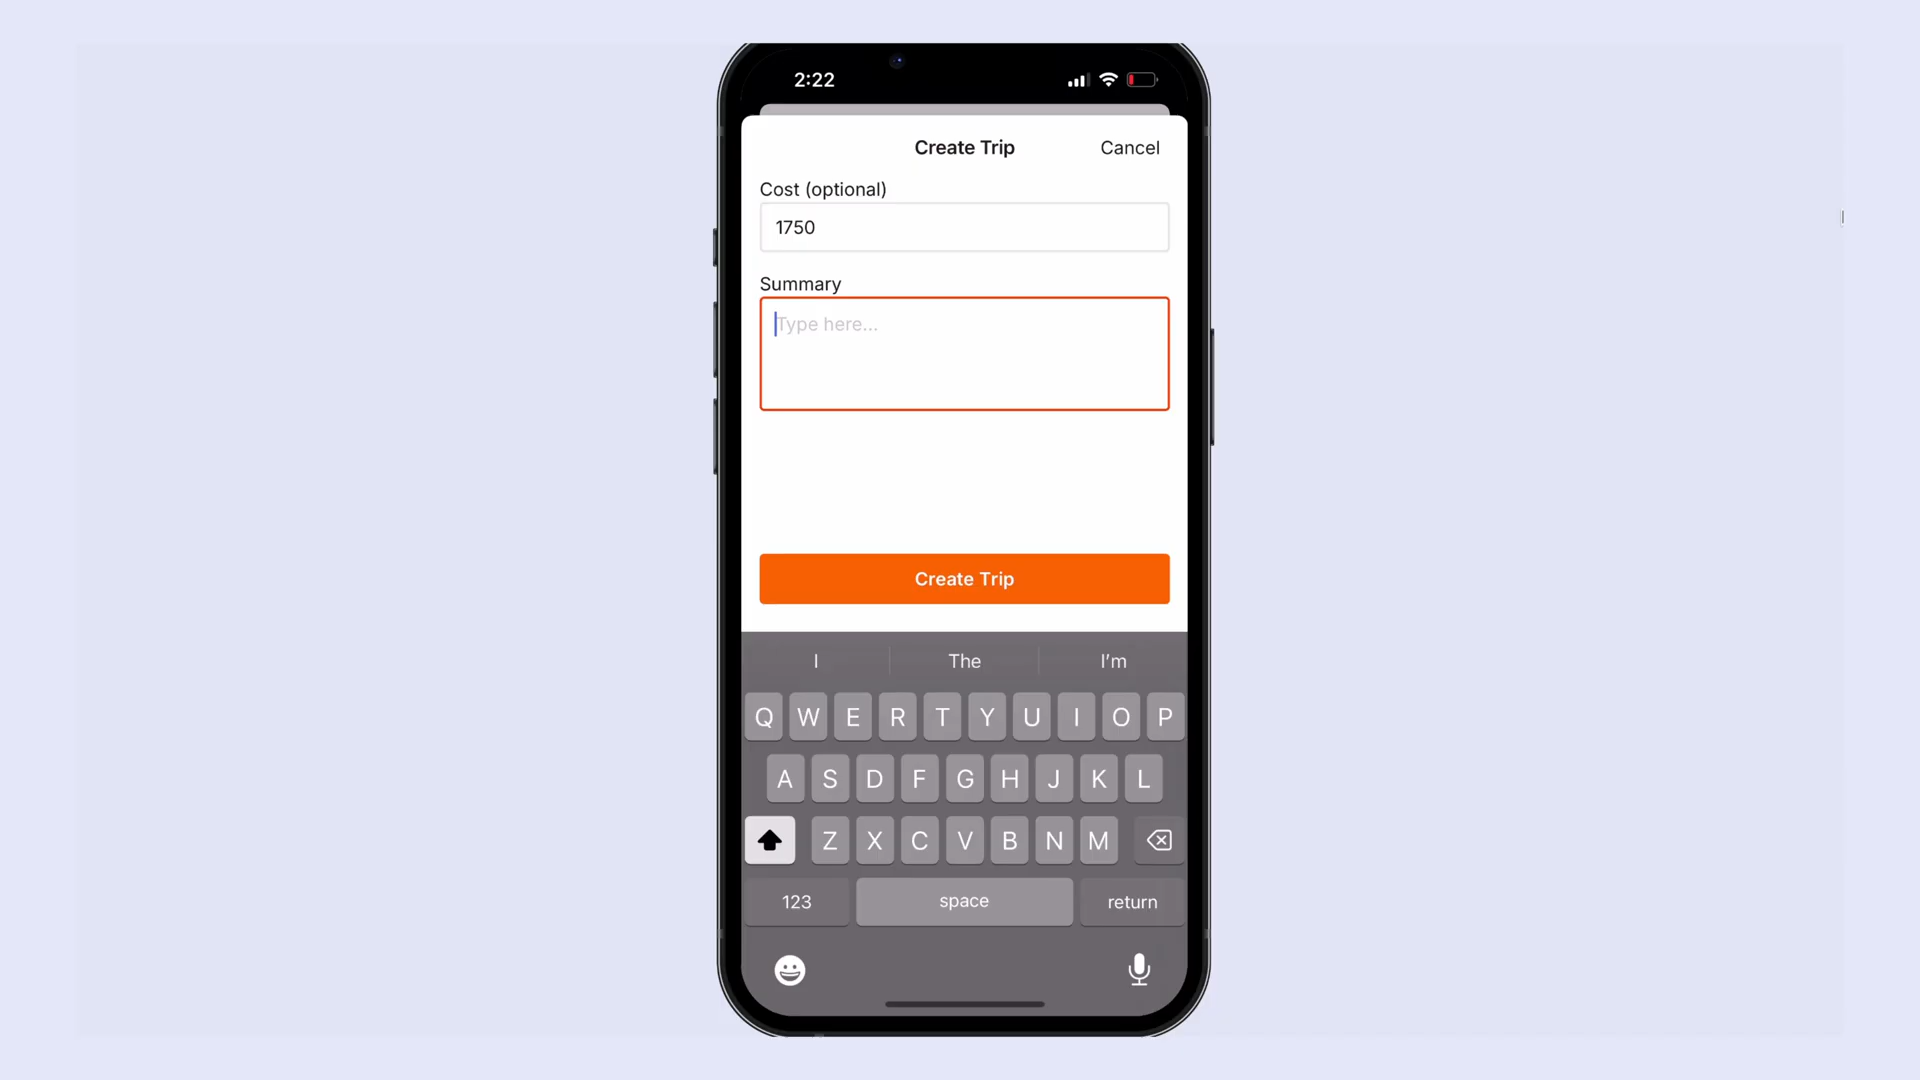 2:22
Create Trip
Cancel
Cost (optional)
1750
Summary
Type here...
Create Trip
I
The
I'm
Q W E R T Y U I O P
A S D F G H J K L
Z X C V B N M
123
space
return